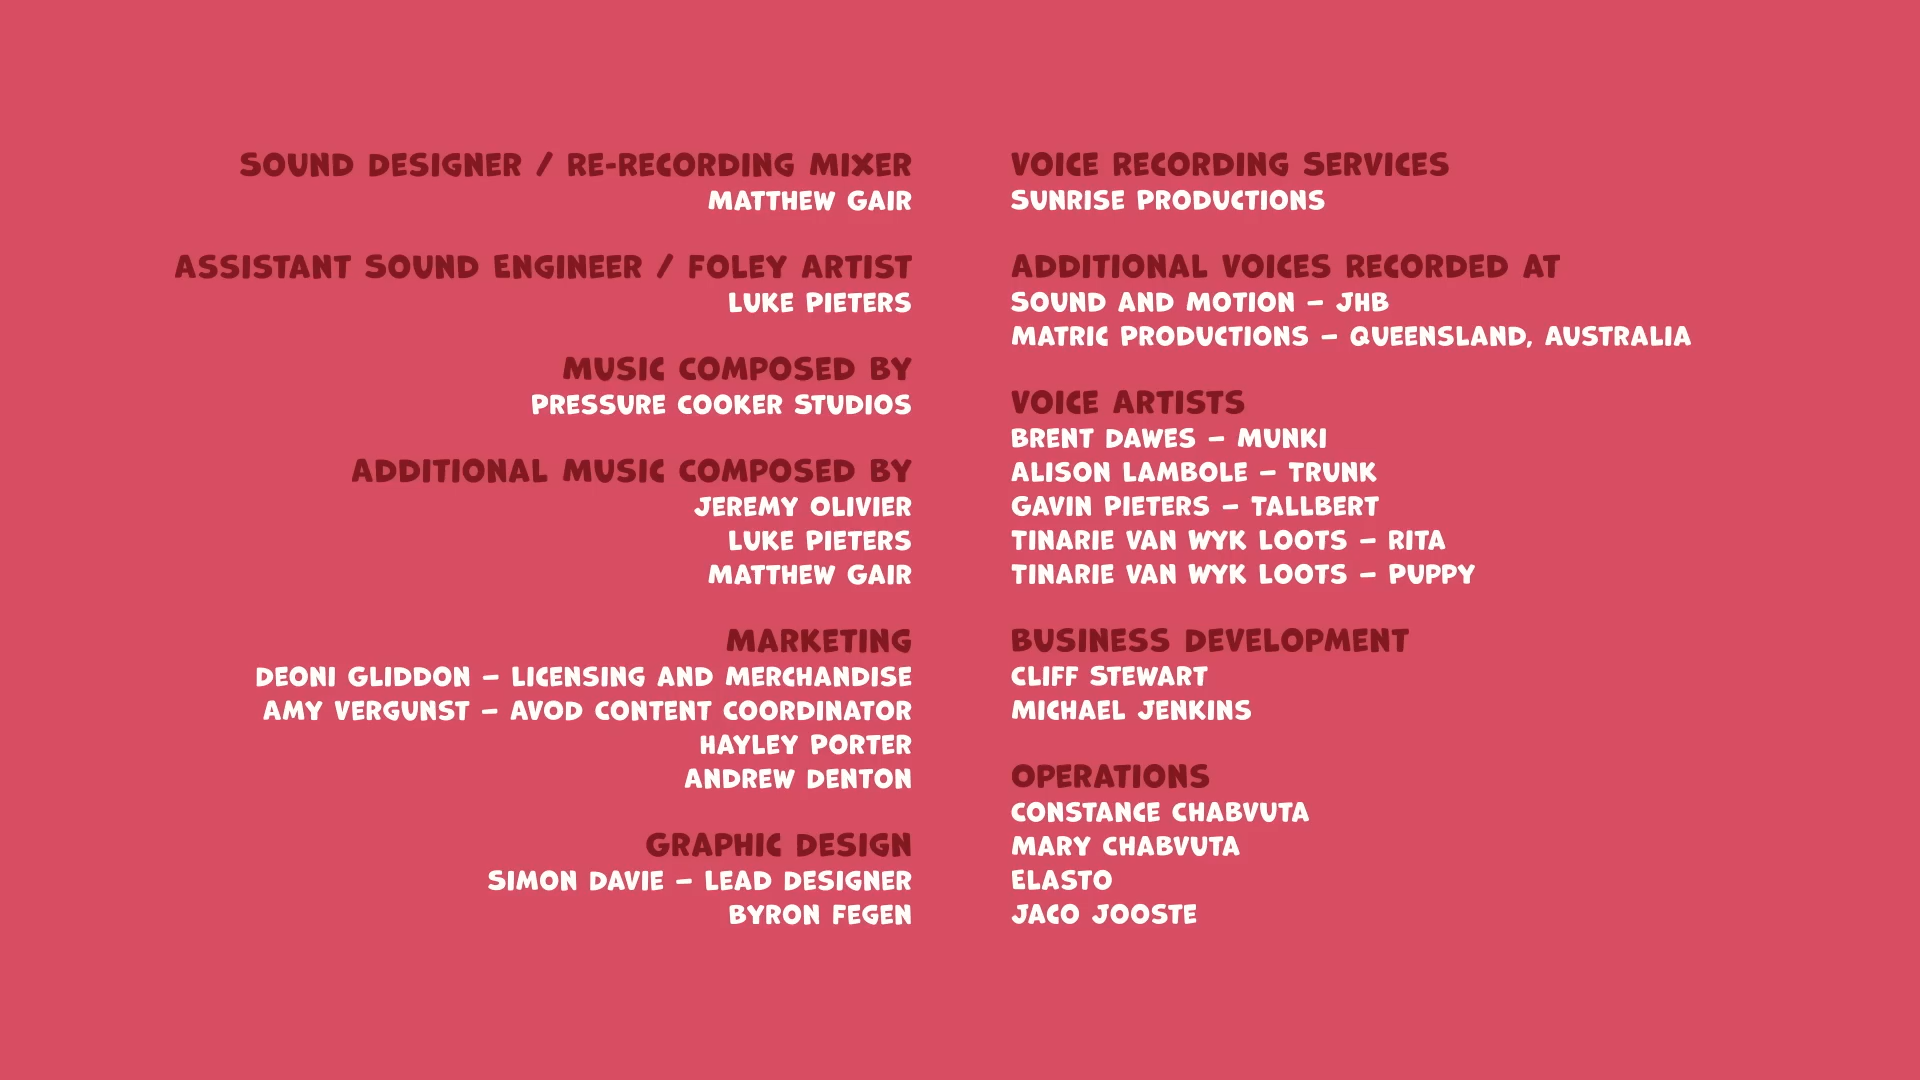 SOUND DESIGNER / RE-RECORDING MIXER
MATTHEW GAIR
ASSISTANT SOUND ENGINEER / FOLEY ARTIST
LUKE PIETERS
MUSIC COMPOSED BY
PRESSURE COOKER STUDIOS
ADDITIONAL MUSIC COMPOSED BY
JEREMY OLIVIER
LUKE PIETERS
MATTHEW GAIR
MARKETING
DEONI GLIDDON – LICENSING AND MERCHANDISE
AMY VERGUNST – AVOD CONTENT COORDINATOR
HAYLEY PORTER
ANDREW DENTON
GRAPHIC DESIGN
SIMON DAVIE – LEAD DESIGNER
BYRON FEGEN
VOICE RECORDING SERVICES
SUNRISE PRODUCTIONS
ADDITIONAL VOICES RECORDED AT
SOUND AND MOTION – JHB
MATRIC PRODUCTIONS – QUEENSLAND, AUSTRALIA
VOICE ARTISTS
BRENT DAWES – MUNKI
ALISON LAMBOLE – TRUNK
GAVIN PIETERS – TALLBERT
TINARIE VAN WYK LOOTS – RITA
TINARIE VAN WYK LOOTS – PUPPY
BUSINESS DEVELOPMENT
CLIFF STEWART
MICHAEL JENKINS
OPERATIONS
CONSTANCE CHABVUTA
MARY CHABVUTA
ELASTO
JACO JOOSTE